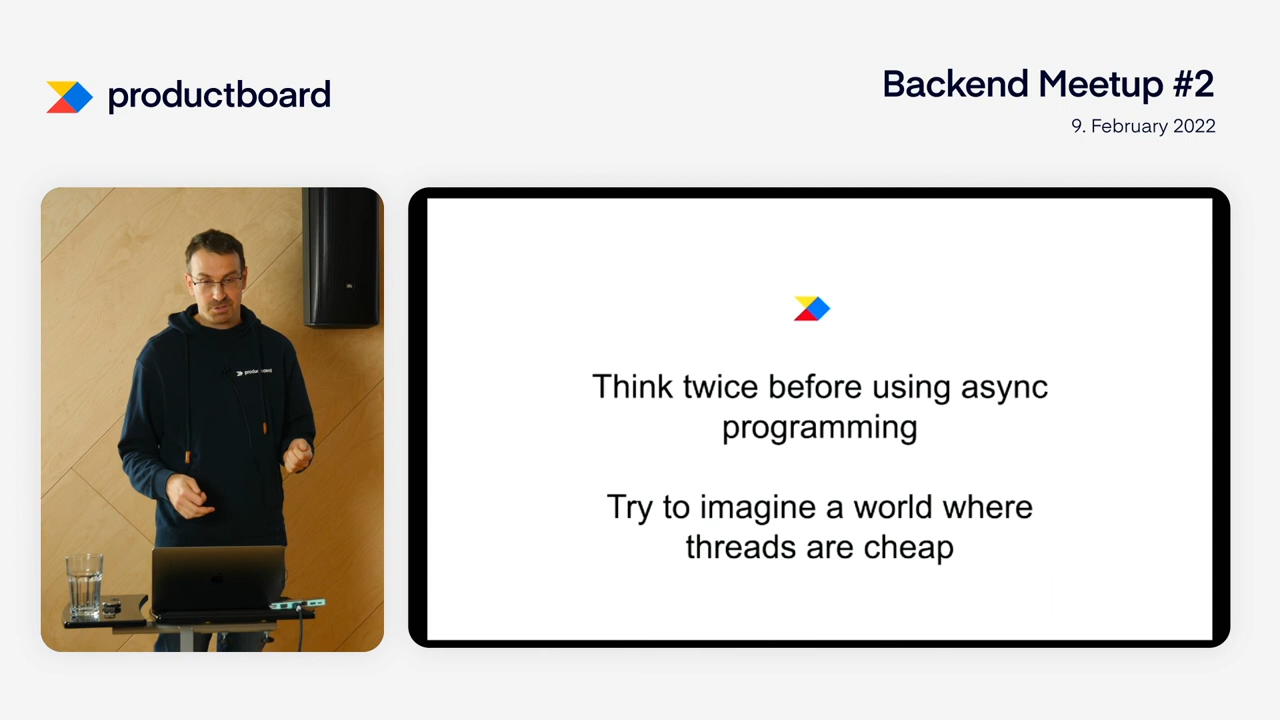 productboard
Backend Meetup #2
9. February 2022
Think twice before using async
programming
Try to imagine a world where
threads are cheap